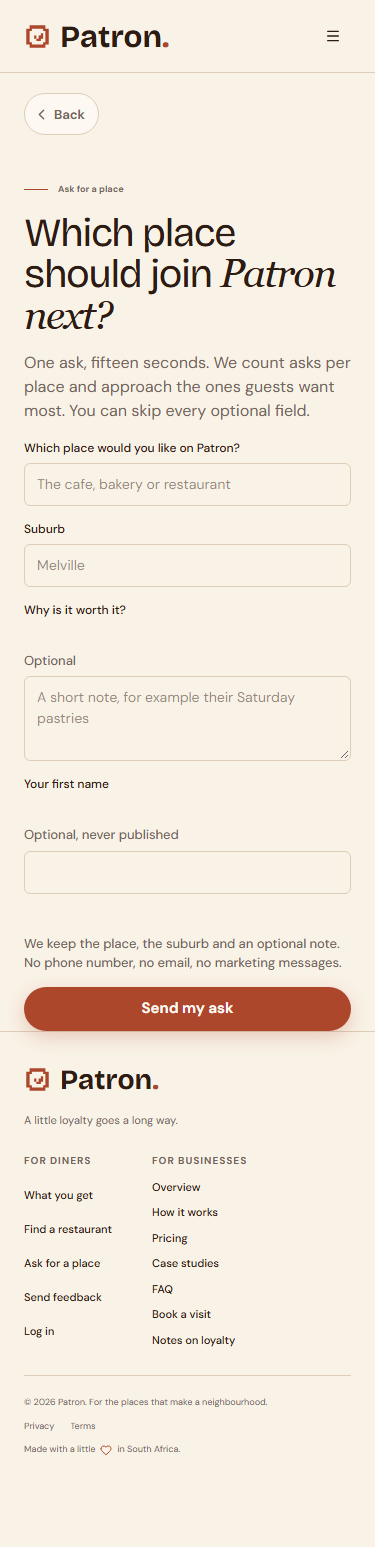 Patron.
Back
Ask for a place
Which place
should join Patron
next?
One ask, fifteen seconds. We count asks per
place and approach the ones guests want
most. You can skip every optional field.
Which place would you like on Patron?
The cafe, bakery or restaurant
Suburb
Melville
Why is it worth it?
Optional
A short note, for example their Saturday
pastries
Your first name
Optional, never published
We keep the place, the suburb and an optional note.
No phone number, no email, no marketing messages.
Send my ask
Patron.
A little loyalty goes a long way.
FOR DINERS
What you get
Find a restaurant
Ask for a place
Send feedback
Log in
FOR BUSINESSES
Overview
How it works
Pricing
Case studies
FAQ
Book a visit
Notes on loyalty
© 2026 Patron. For the places that make a neighbourhood.
Privacy Terms
Made with a little in South Africa.